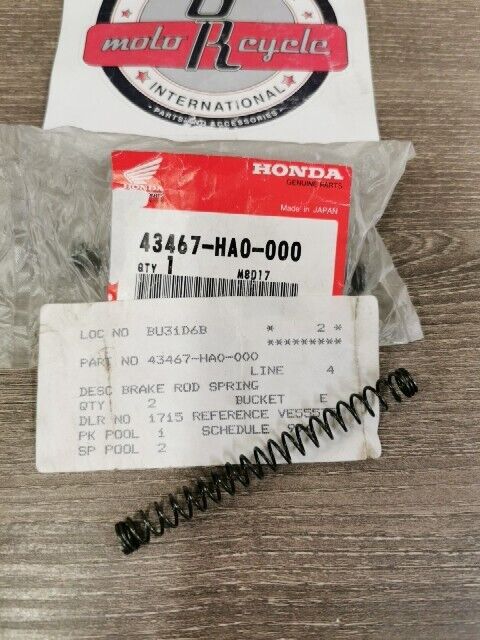 moto R cycle
INTERNATIONAL
PARTS AND ACCESSORIES
HONDA
GENUINE PARTS
Made in JAPAN
43467-HA0-000
QTY 1 M8D17
LOC NO BU31D6B * 2 *
********
PART NO 43467-HA0-000
LINE 4
DESC BRAKE ROD SPRING
QTY 2 BUCKET E
DLR NO 1715 REFERENCE VE555
PK POOL 1 SCHEDULE
SP POOL 2